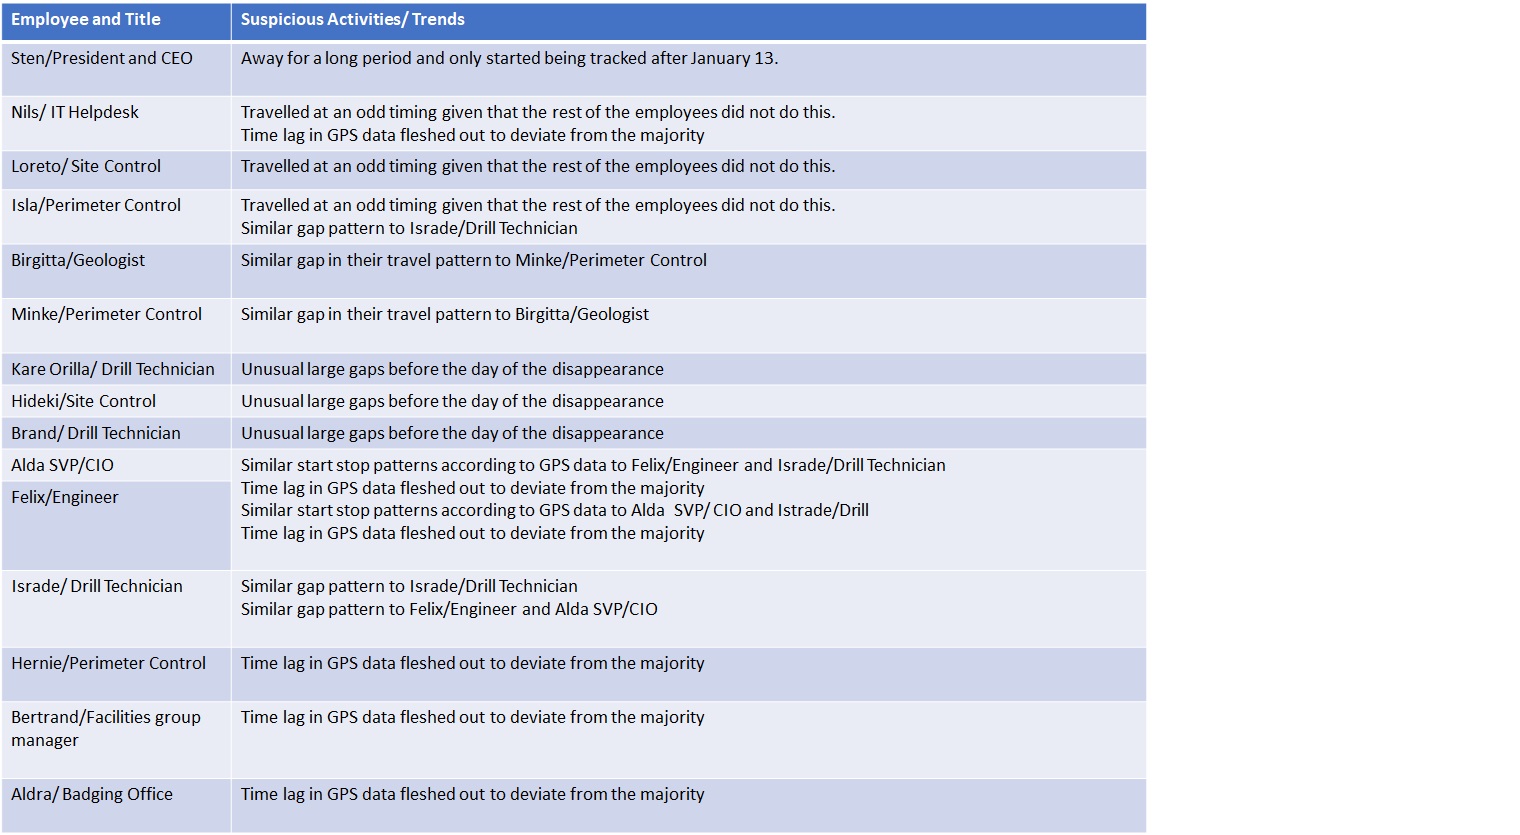 Employee and Title
Suspicious Activities/ Trends
Sten/President and CEO
Away for a long period and only started being tracked after January 13.
Nils/ IT Helpdesk
Travelled at an odd timing given that the rest of the employees did not do this.
Time lag in GPS data fleshed out to deviate from the majority
Loreto/ Site Control
Travelled at an odd timing given that the rest of the employees did not do this.
Isla/Perimeter Control
Travelled at an odd timing given that the rest of the employees did not do this.
Similar gap pattern to Israde/Drill Technician
Birgitta/Geologist
Similar gap in their travel pattern to Minke/Perimeter Control
Minke/Perimeter Control
Similar gap in their travel pattern to Birgitta/Geologist
Kare Orilla/ Drill Technician
Unusual large gaps before the day of the disappearance
Hideki/Site Control
Unusual large gaps before the day of the disappearance
Brand/ Drill Technician
Unusual large gaps before the day of the disappearance
Alda SVP/CIO
Felix/Engineer
Similar start stop patterns according to GPS data to Felix/Engineer and Israde/Drill Technician
Time lag in GPS data fleshed out to deviate from the majority
Similar start stop patterns according to GPS data to Alda SVP/ CIO and Istrade/Drill
Time lag in GPS data fleshed out to deviate from the majority
Israde/ Drill Technician
Similar gap pattern to Israde/Drill Technician
Similar gap pattern to Felix/Engineer and Alda SVP/CIO
Hernie/Perimeter Control
Time lag in GPS data fleshed out to deviate from the majority
Bertrand/Facilities group
manager
Time lag in GPS data fleshed out to deviate from the majority
Aldra/ Badging Office
Time lag in GPS data fleshed out to deviate from the majority